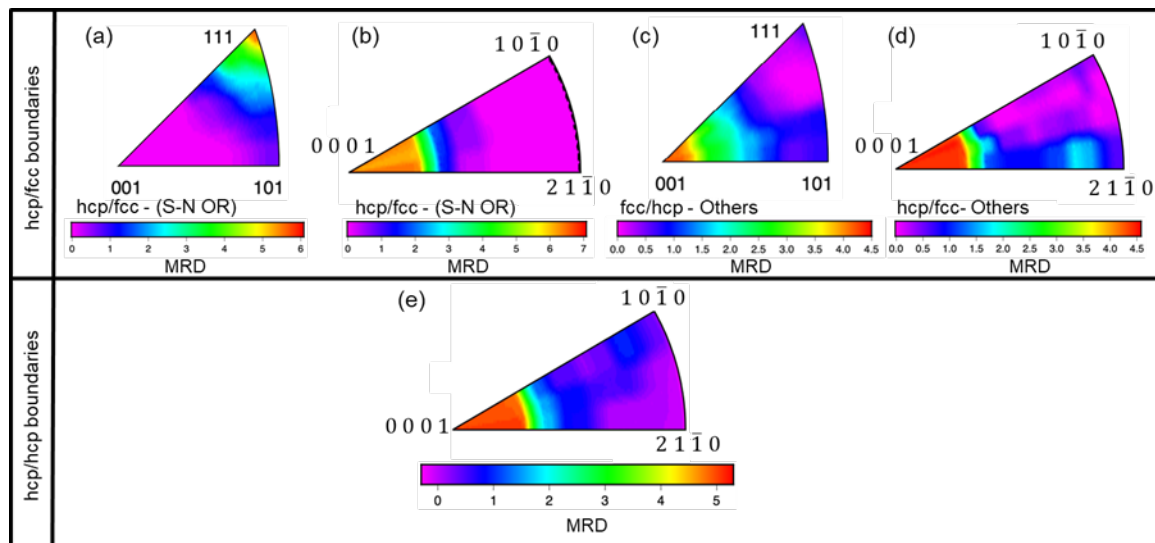 hcp/fcc boundaries
(a)
111
001
101
hcp/fcc - (S-N OR)
0 1 2 3 4 5 6
MRD
(b)
1 0 1̅ 0
0 0 0 1
2 1 1̅ 0
hcp/fcc - (S-N OR)
0 1 2 3 4 5 6 7
MRD
(c)
111
001
101
fcc/hcp - Others
0.0 0.5 1.0 1.5 2.0 2.5 3.0 3.5 4.0 4.5
MRD
(d)
1 0 1̅ 0
0 0 0 1
2 1 1̅ 0
hcp/fcc- Others
0.0 0.5 1.0 1.5 2.0 2.5 3.0 3.5 4.0 4.5
MRD
hcp/hcp boundaries
(e)
1 0 1̅ 0
0 0 0 1
2 1 1̅ 0
0 1 2 3 4 5
MRD